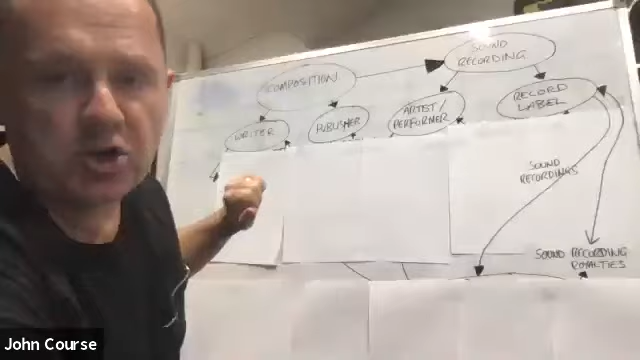 SOUND
RECORDING
COMPOSITION
WRITER
PUBLISHER
ARTIST/
PERFORMER
RECORD
LABEL
SOUND
RECORDINGS
SOUND RECORDING
ROYALTIES
John Course